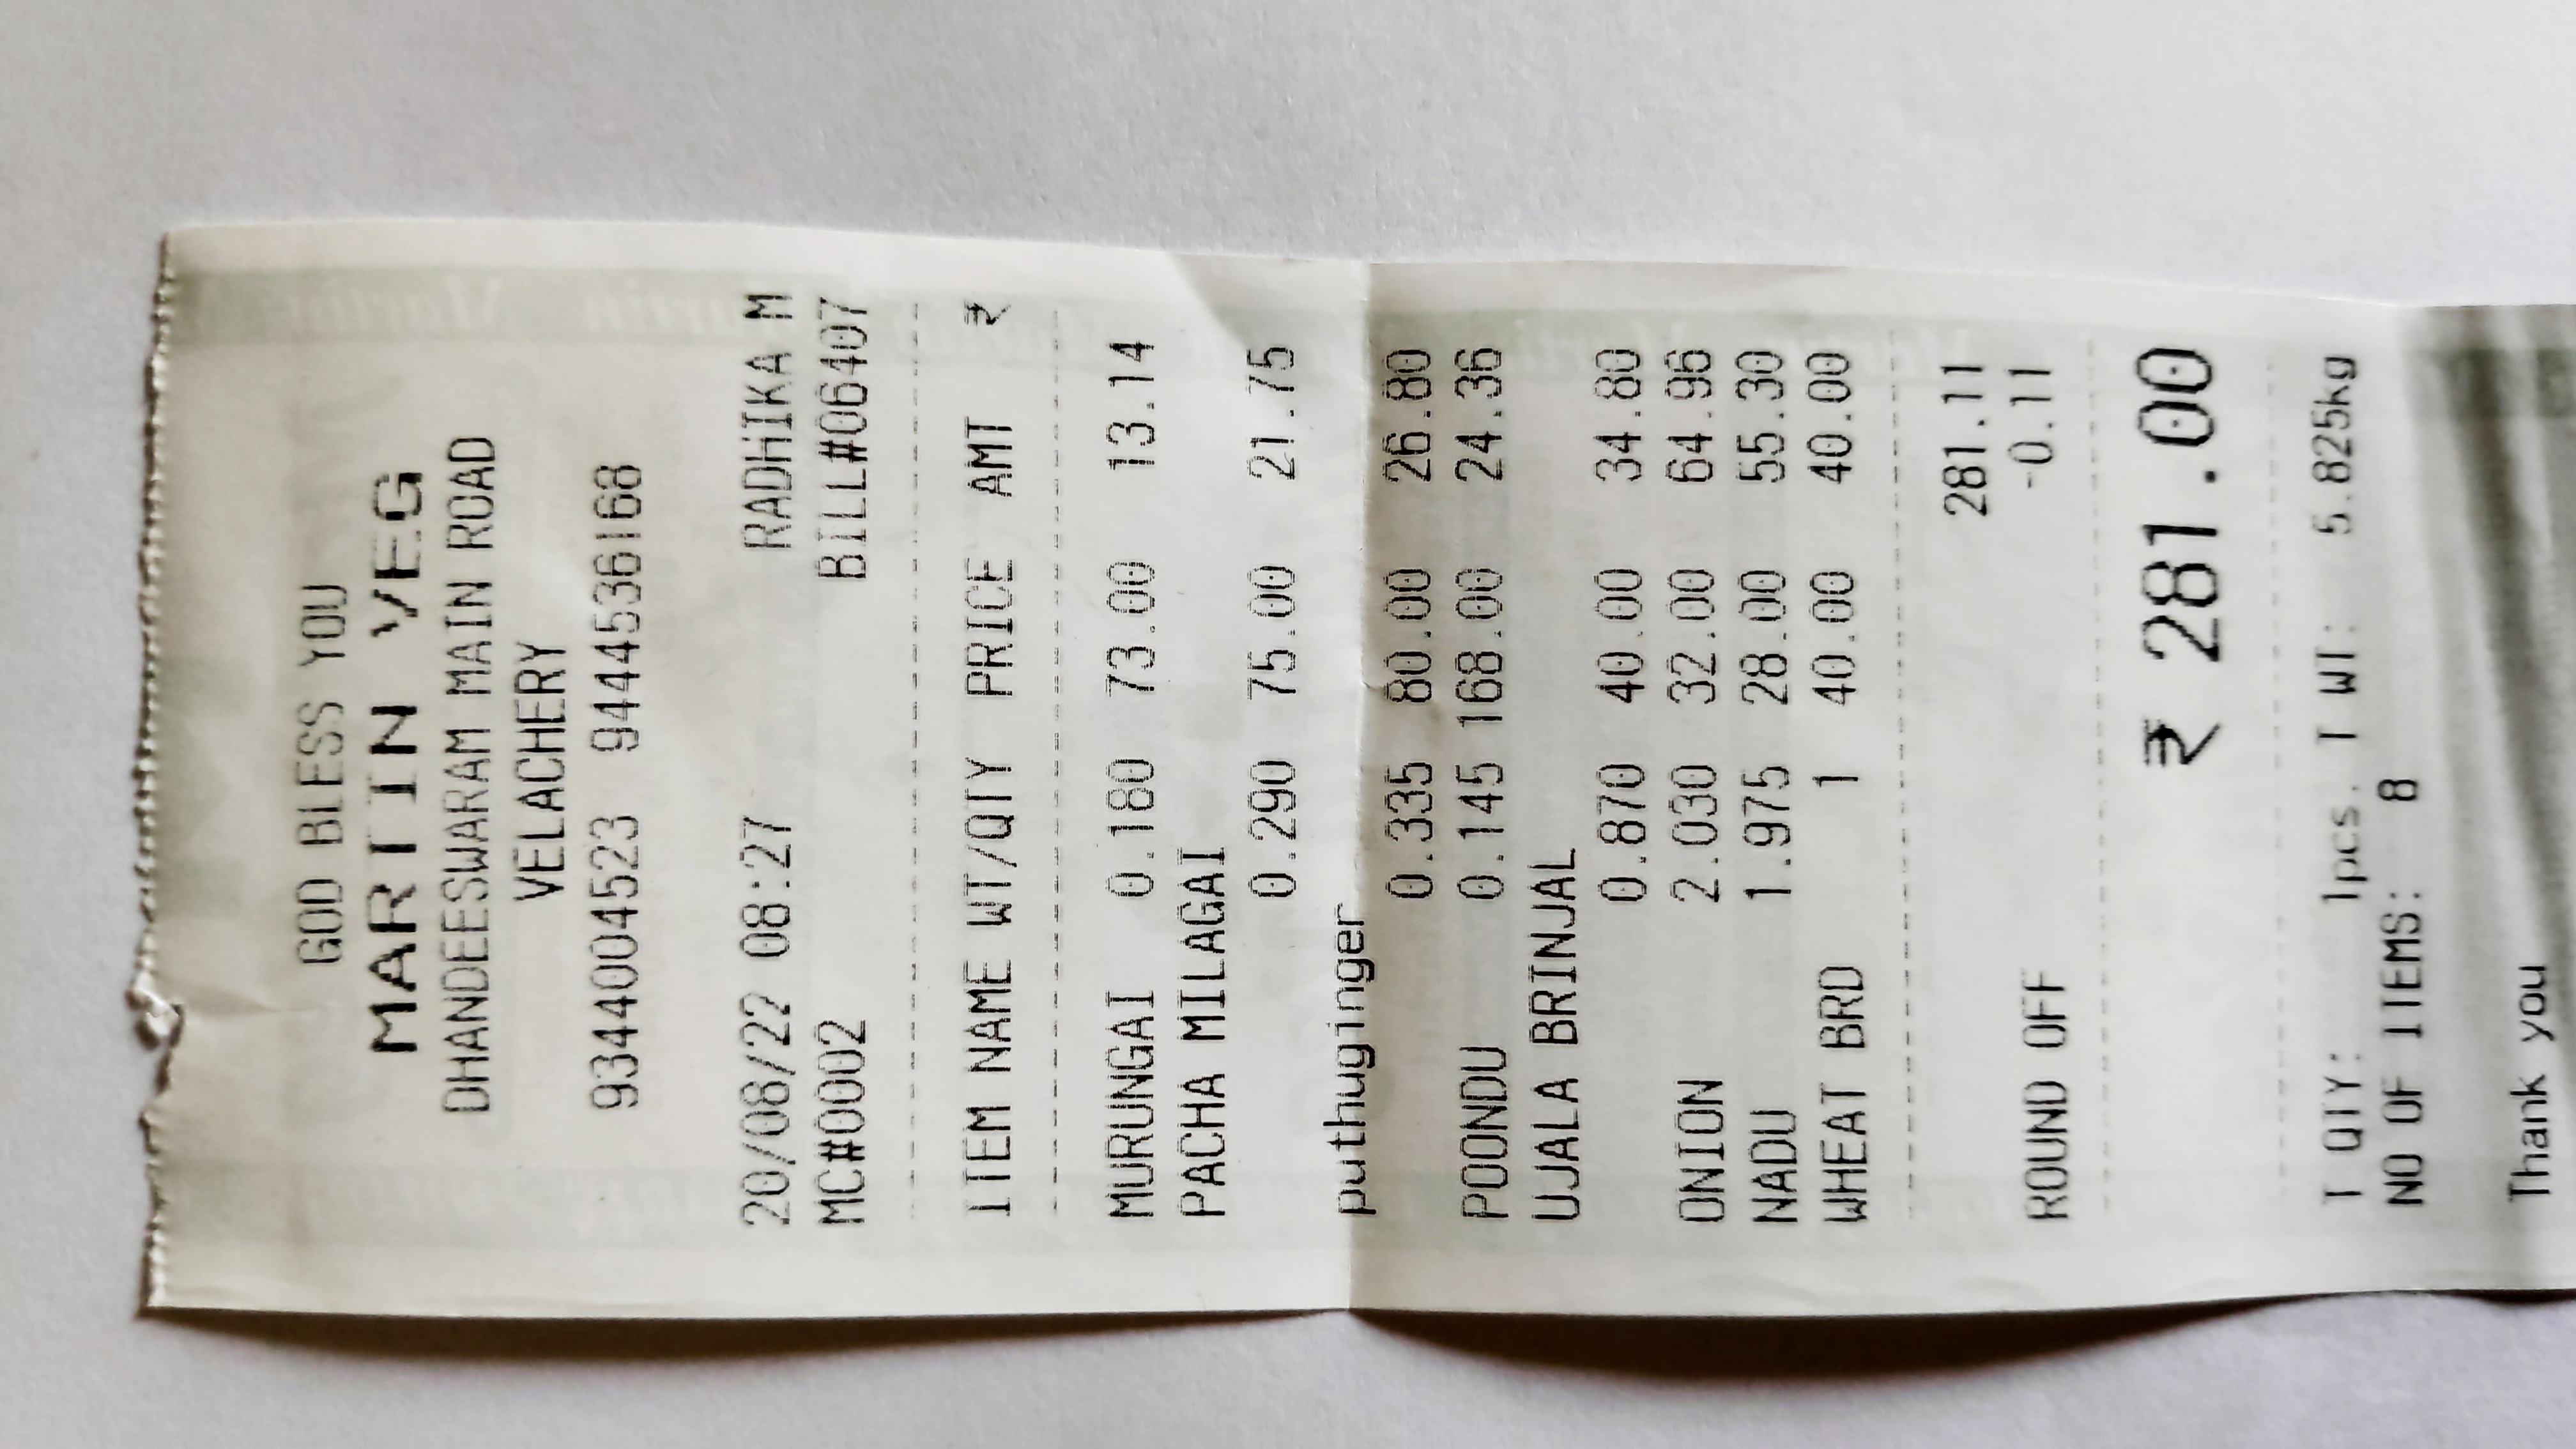 GOD BLESS YOU
MARTIN VEG
DHANDEESWARAM MAIN ROAD
VELACHERY
9344004523 9444536168
20/08/22 08:27 RADHIKA M
MC#0002 BILL#06407
ITEM NAME WT/QTY PRICE AMT ₹
MURUNGAI 0.180 73.00 13.14
PACHA MILAGAI
0.290 75.00 21.75
puthuginger
0.335 80.00 26.80
POONDU 0.145 168.00 24.36
UJALA BRINJAL
0.870 40.00 34.80
ONION 2.030 32.00 64.96
NADU 1.975 28.00 55.30
WHEAT BRD 1 40.00 40.00
281.11
ROUND OFF -0.11
₹ 281.00
T QTY: 1pcs. T WT: 5.825kg
NO OF ITEMS: 8
Thank you